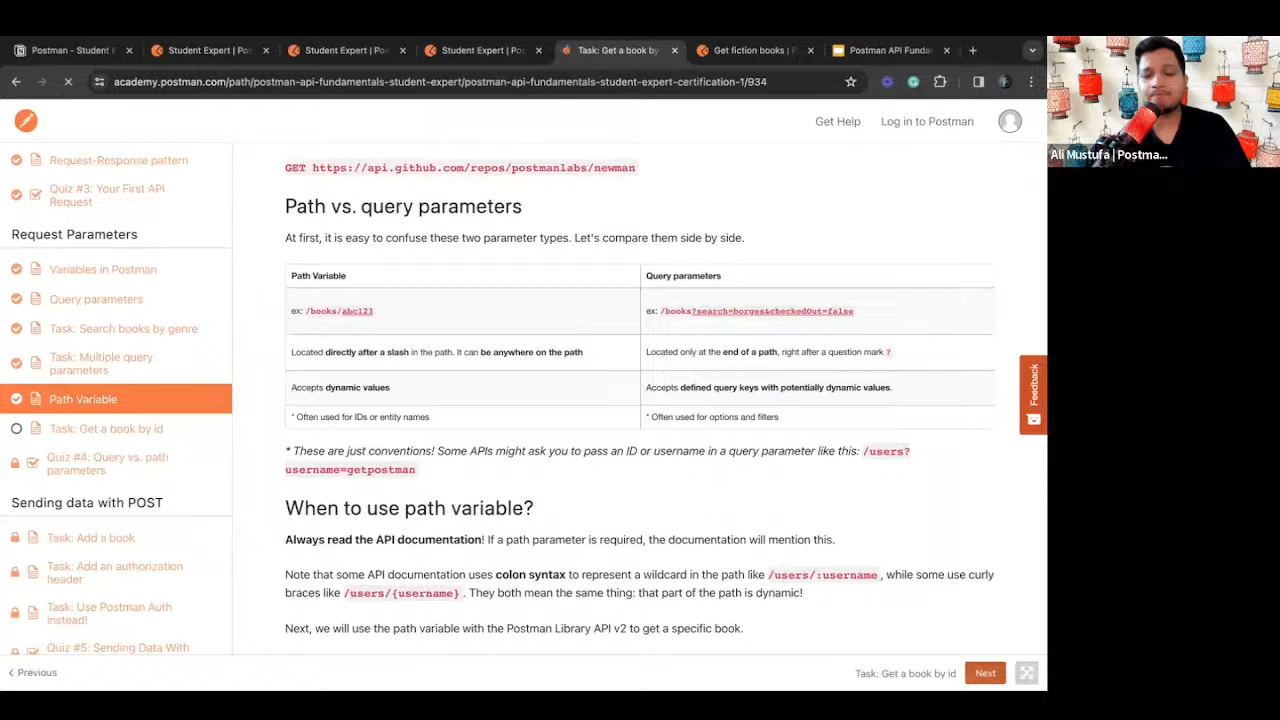 Postman - Student
Student Expert | Pos
Student Expert | Pos
Student Expert | Pos
Task: Get a book by
Get fiction books | P
Postman API Funda
academy.postman.com/path/postman-api-fundamentals-student-expert/postman-api-fundamentals-student-expert-certification-1/934
Get Help
Log in to Postman
Ali Mustufa | Postma...
Request-Response pattern
Quiz #3: Your First API
Request
Request Parameters
Variables in Postman
Query parameters
Task: Search books by genre
Task: Multiple query
parameters
Path Variable
Task: Get a book by id
Quiz #4: Query vs. path
parameters
Sending data with POST
Task: Add a book
Task: Add an authorization
header
Task: Use Postman Auth
instead!
Quiz #5: Sending Data With
GET https://api.github.com/repos/postmanlabs/newman
Path vs. query parameters
At first, it is easy to confuse these two parameter types. Let's compare them side by side.
Path Variable
Query parameters
ex: /books/abc123
ex: /books?search=borges&checkedOut=false
Located directly after a slash in the path. It can be anywhere on the path
Located only at the end of a path, right after a question mark ?
Accepts dynamic values
Accepts defined query keys with potentially dynamic values.
* Often used for IDs or entity names
* Often used for options and filters
* These are just conventions! Some APIs might ask you to pass an ID or username in a query parameter like this: /users?
username=getpostman
When to use path variable?
Always read the API documentation! If a path parameter is required, the documentation will mention this.
Note that some API documentation uses colon syntax to represent a wildcard in the path like /users/:username, while some use curly
braces like /users/{username}. They both mean the same thing: that part of the path is dynamic!
Next, we will use the path variable with the Postman Library API v2 to get a specific book.
Feedback
Previous
Task: Get a book by id
Next